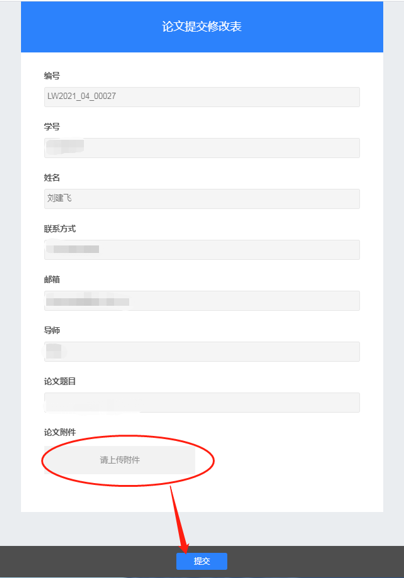 论文提交修改表
编号
LW2021_04_00027
学号
姓名
刘建飞
联系方式
邮箱
导师
论文题目
论文附件
请上传附件
提交